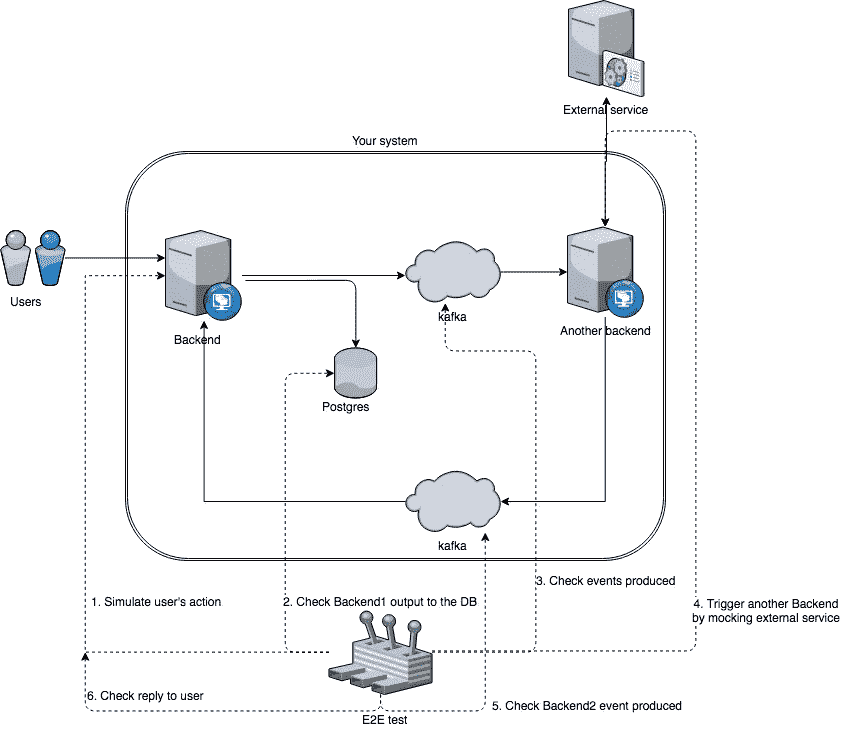 External service
Your system
Users
Backend
kafka
Another backend
Postgres
kafka
3. Check events produced
1. Simulate user's action
2. Check Backend1 output to the DB
4. Trigger another Backend
by mocking external service
6. Check reply to user
5. Check Backend2 event produced
E2E test